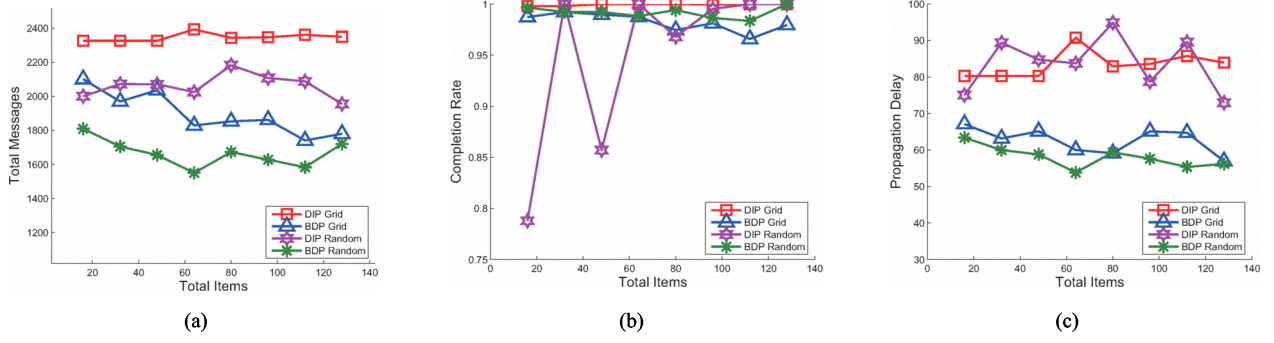 Total Messages
2400
2200
2000
1800
1600
1400
1200
20 40 60 80 100 120 140
Total Items
DIP Grid
BDP Grid
DIP Random
BDP Random
(a)
Completion Rate
1
0.95
0.9
0.85
0.8
0.75
0 20 40 60 80 100 120 140
Total Items
DIP Grid
BDP Grid
DIP Random
BDP Random
(b)
Propagation Delay
100
90
80
70
60
50
40
30
0 20 40 60 80 100 120 140
Total Items
DIP Grid
BDP Grid
DIP Random
BDP Random
(c)